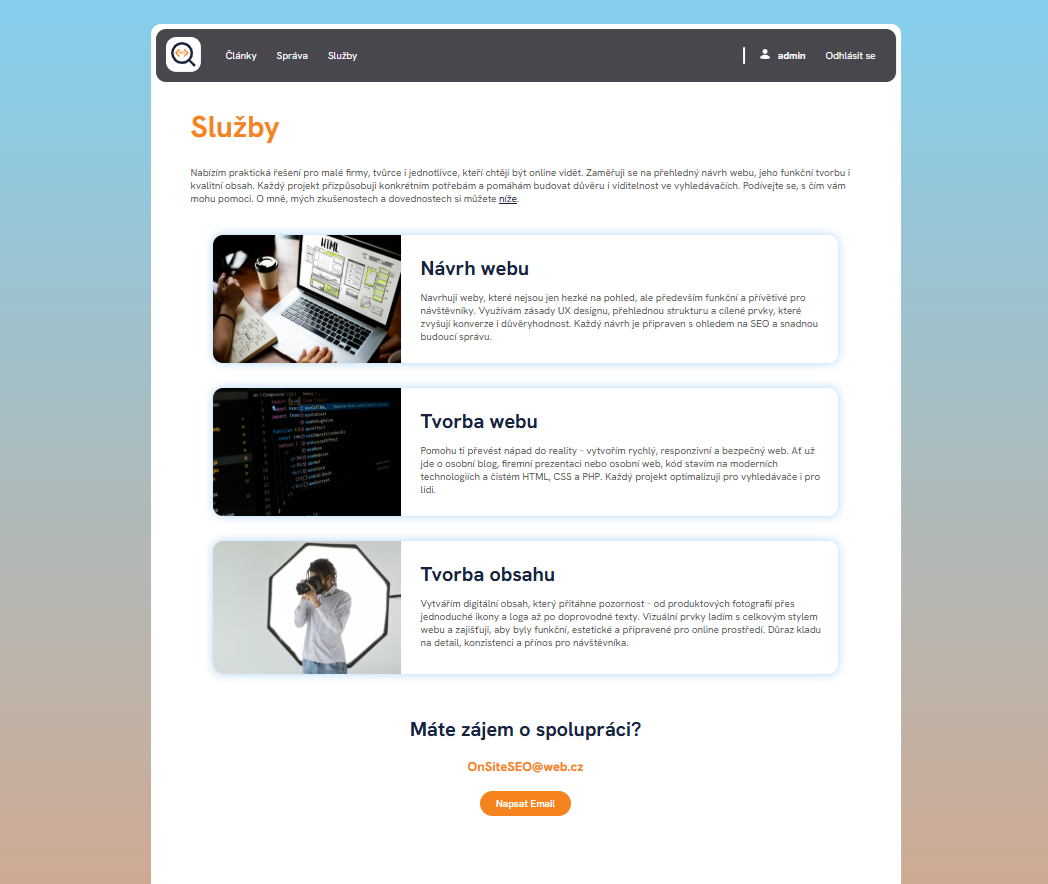 Články Správa Služby admin Odhlásit se
Služby
Nabízím praktická řešení pro malé firmy, tvůrce i jednotlivce, kteří chtějí být online vidět. Zaměřuji se na přehledný návrh webu, jeho funkční tvorbu i
kvalitní obsah. Každý projekt přizpůsobuji konkrétním potřebám a pomáhám budovat důvěru i viditelnost ve vyhledávačích. Podívejte se, s čím vám
mohu pomoci. O mně, mých zkušenostech a dovednostech si můžete níže.
HTML
Návrh webu
Navrhuji weby, které nejsou jen hezké na pohled, ale především funkční a přívětivé pro
návštěvníky. Využívám zásady UX designu, přehlednou strukturu a cílené prvky, které
zvyšují konverze i důvěryhodnost. Každý návrh je připraven s ohledem na SEO a snadnou
budoucí správu.
Tvorba webu
Pomohu ti převést nápad do reality – vytvořím rychlý, responzivní a bezpečný web. Ať už
jde o osobní blog, firemní prezentaci nebo osobní web, kód stavím na moderních
technologiích a čistém HTML, CSS a PHP. Každý projekt optimalizuji pro vyhledávače i pro
lidi.
Tvorba obsahu
Vytvářím digitální obsah, který přitáhne pozornost – od produktových fotografií přes
jednoduché ikony a loga až po doprovodné texty. Vizuální prvky ladím s celkovým stylem
webu a zajišťuji, aby byly funkční, estetické a připravené pro online prostředí. Důraz kladu
na detail, konzistenci a přínos pro návštěvníka.
Máte zájem o spolupráci?
OnSiteSEO@web.cz
Napsat Email